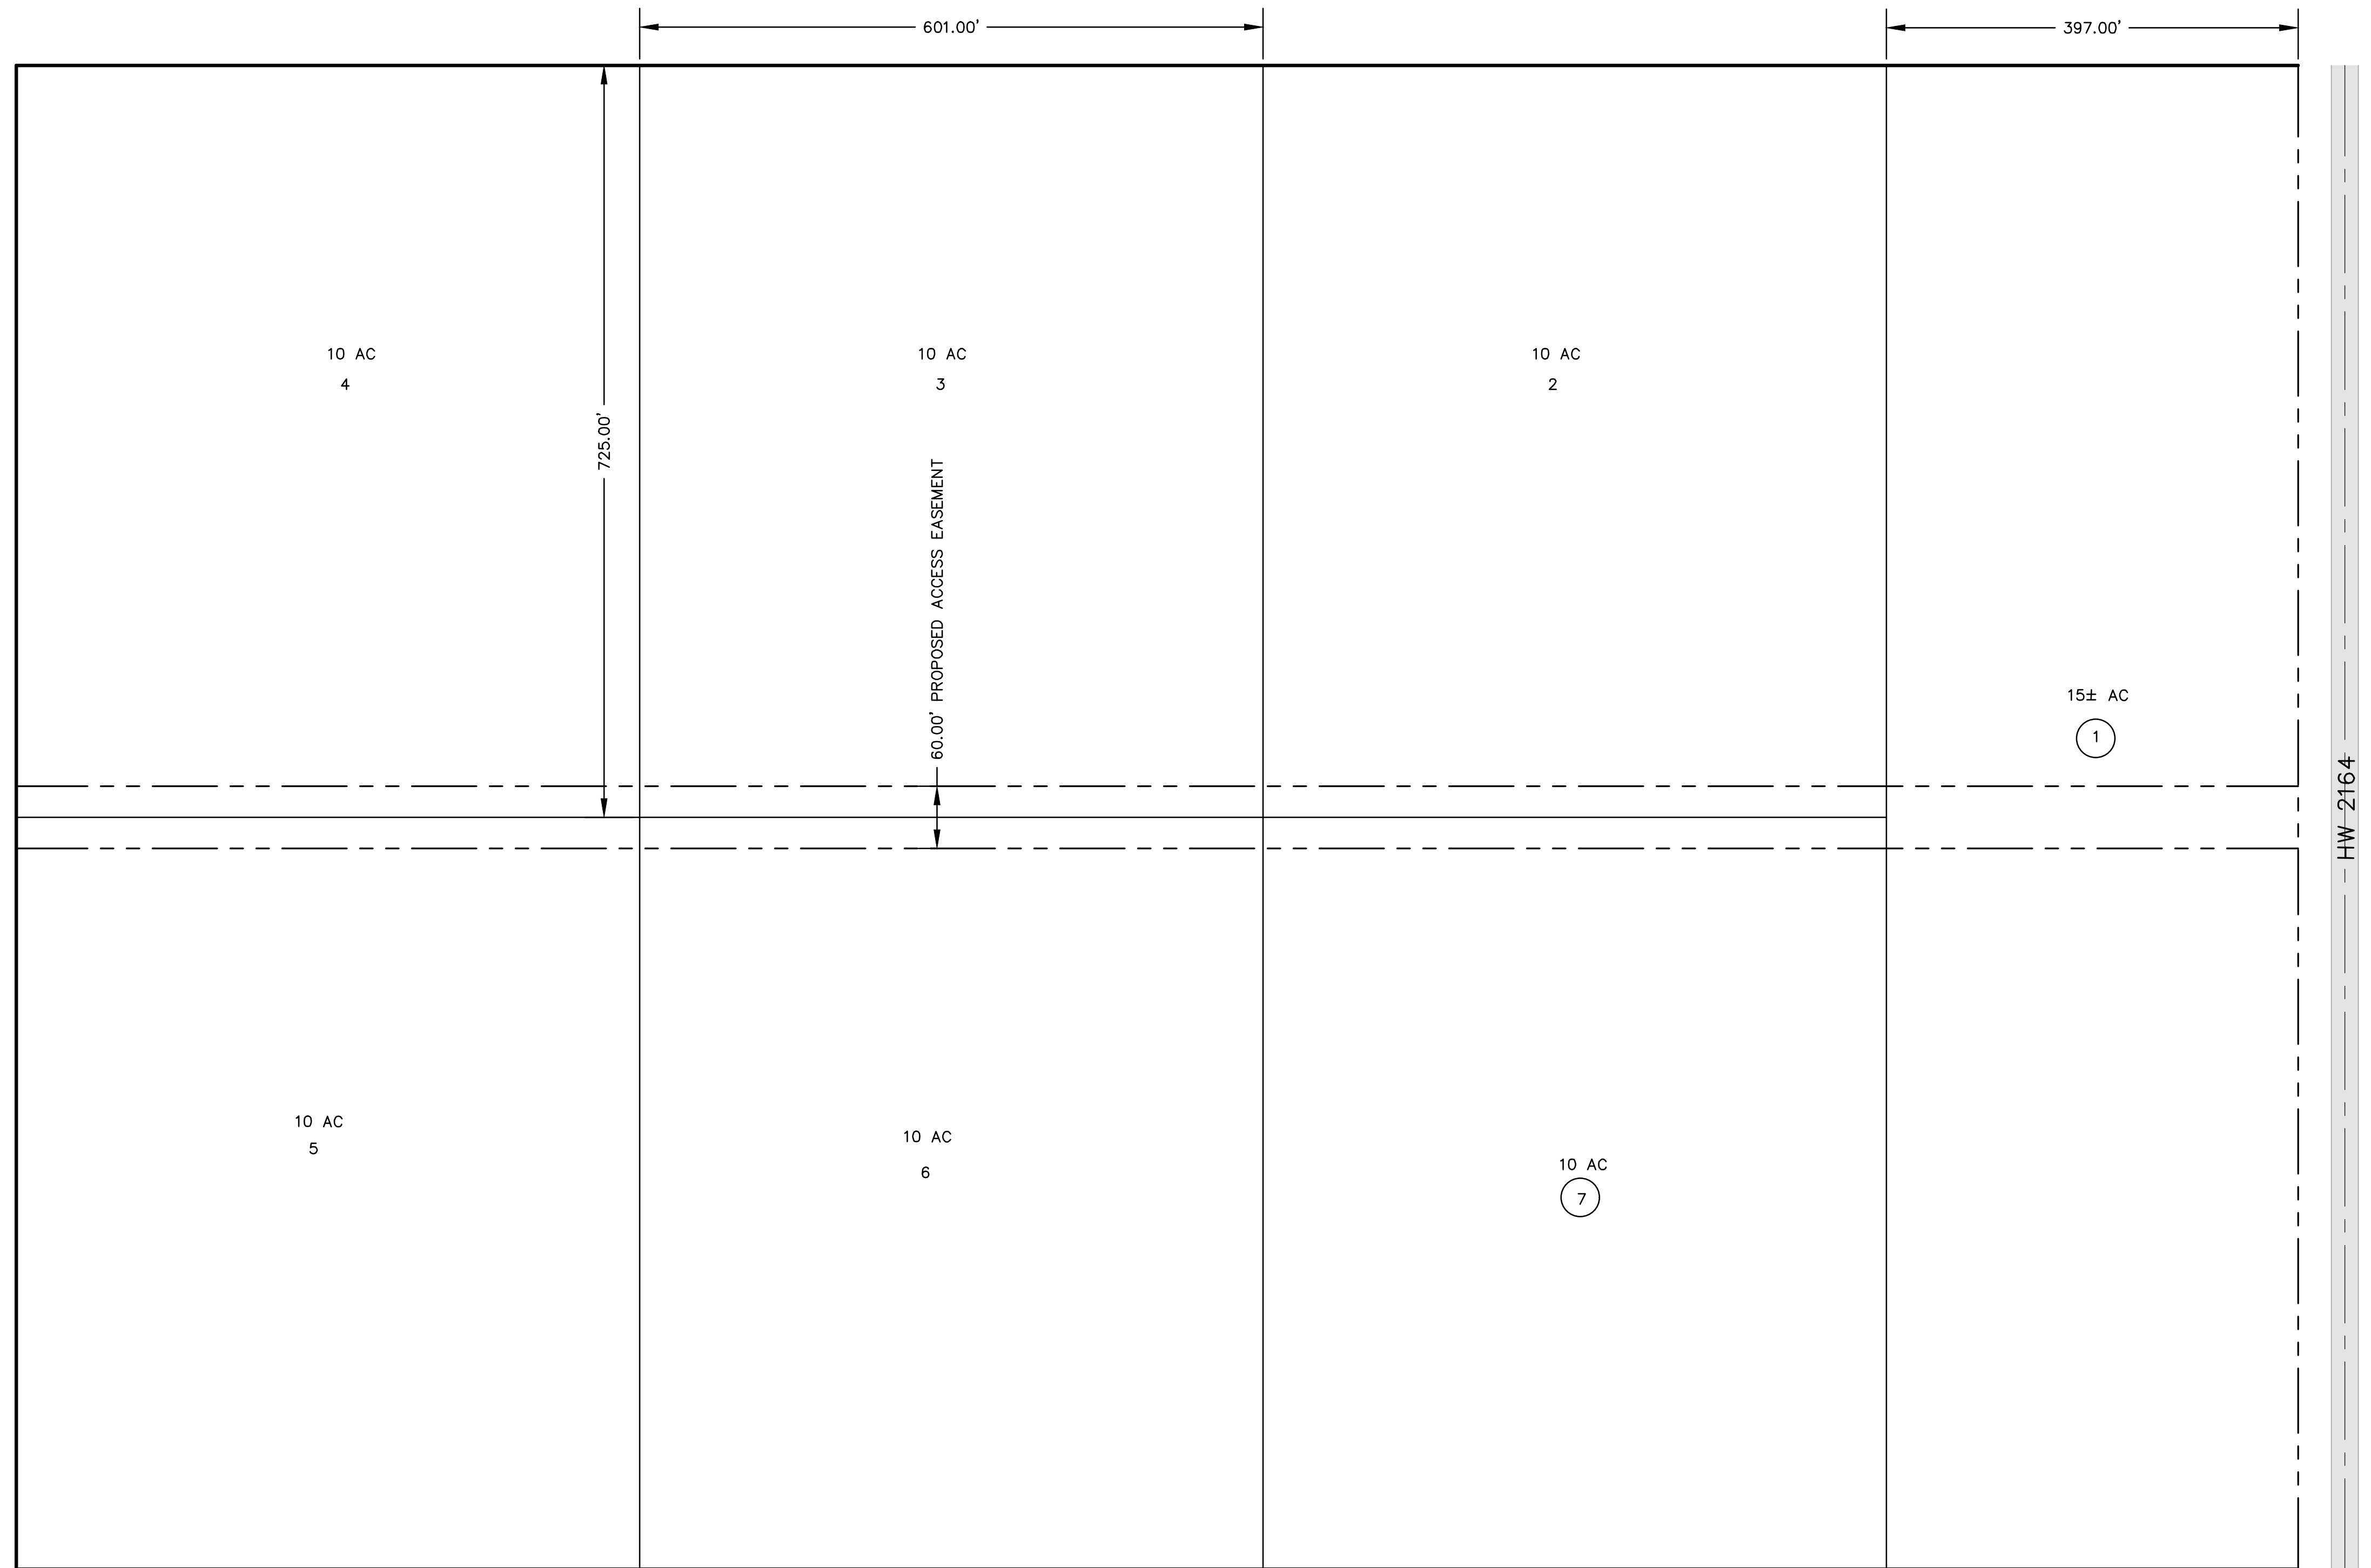 601.00'
397.00'
10 AC
4
10 AC
3
10 AC
2
725.00'
60.00' PROPOSED ACCESS EASEMENT
15± AC
1
HW 2164
10 AC
5
10 AC
6
10 AC
7